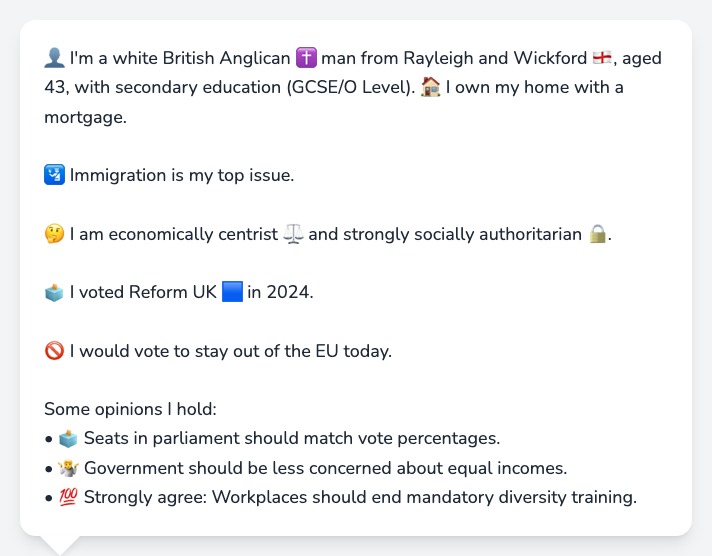 👤 I'm a white British Anglican ✝️ man from Rayleigh and Wickford 🏴󠁧󠁢󠁥󠁮󠁧󠁿, aged
43, with secondary education (GCSE/O Level). 🏠 I own my home with a
mortgage.
🛂 Immigration is my top issue.
🤔 I am economically centrist ⚖️ and strongly socially authoritarian 🔒.
🗳️ I voted Reform UK 🟦 in 2024.
🚫 I would vote to stay out of the EU today.
Some opinions I hold:
• 🗳️ Seats in parliament should match vote percentages.
• 🤷 Government should be less concerned about equal incomes.
• 💯 Strongly agree: Workplaces should end mandatory diversity training.